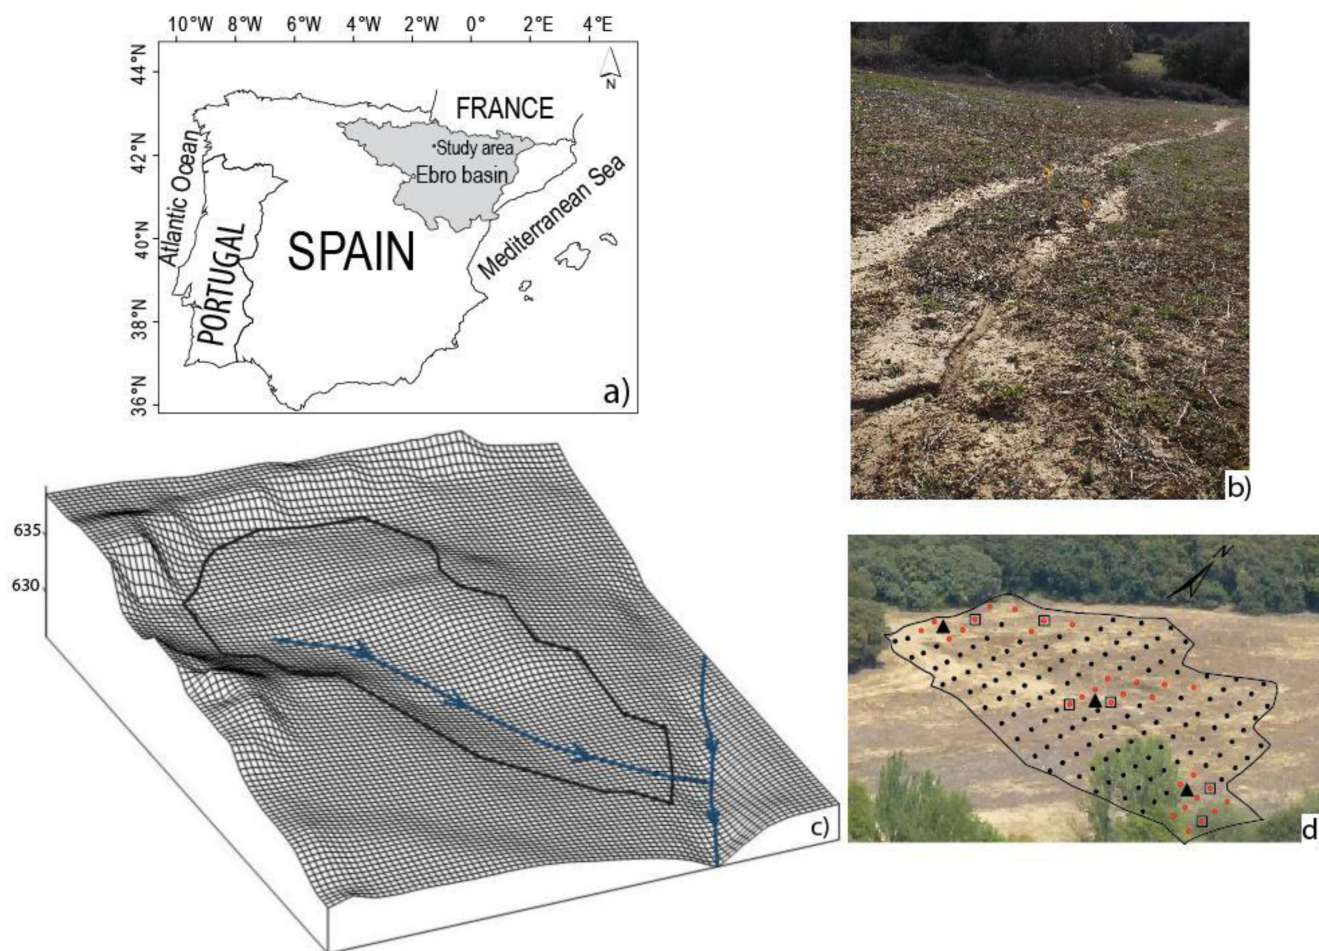 10°W 8°W 6°W 4°W 2°W 0° 2°E 4°E
44°N
42°N
40°N
38°N
36°N
N
FRANCE
Study area
Ebro basin
Atlantic Ocean
PORTUGAL
SPAIN
Mediterranean Sea
a)
b)
635
630
c)
N
d